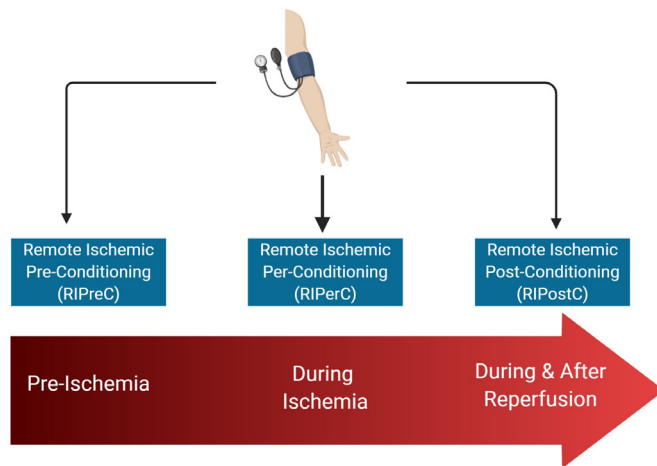 Remote Ischemic
Pre-Conditioning
(RIPreC)
Remote Ischemic
Per-Conditioning
(RIPerC)
Remote Ischemic
Post-Conditioning
(RIPostC)
Pre-Ischemia
During
Ischemia
During & After
Reperfusion